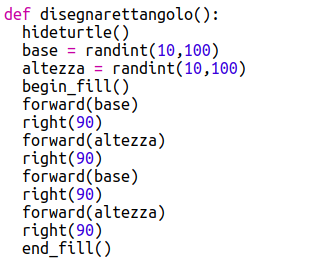 def disegnarettangolo():
  hideturtle()
  base = randint(10,100)
  altezza = randint(10,100)
  begin_fill()
  forward(base)
  right(90)
  forward(altezza)
  right(90)
  forward(base)
  right(90)
  forward(altezza)
  right(90)
  end_fill()